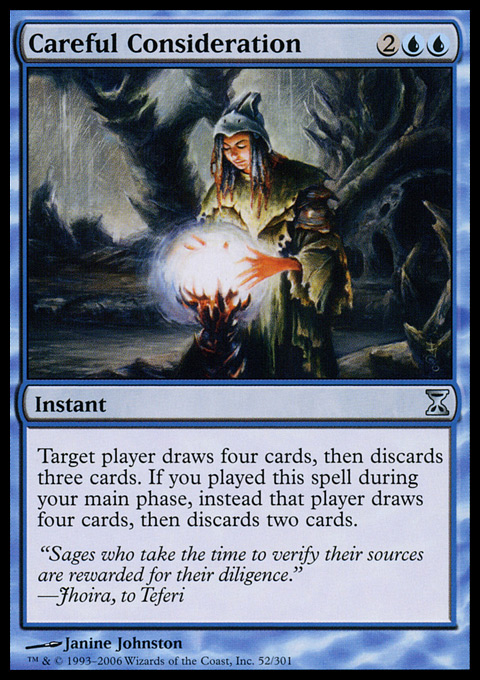 Careful Consideration 2
Instant
Target player draws four cards, then discards
three cards. If you played this spell during
your main phase, instead that player draws
four cards, then discards two cards.
“Sages who take the time to verify their sources
are rewarded for their diligence.”
—Jhoira, to Teferi
Janine Johnston
™ & © 1993–2006 Wizards of the Coast, Inc. 52/301